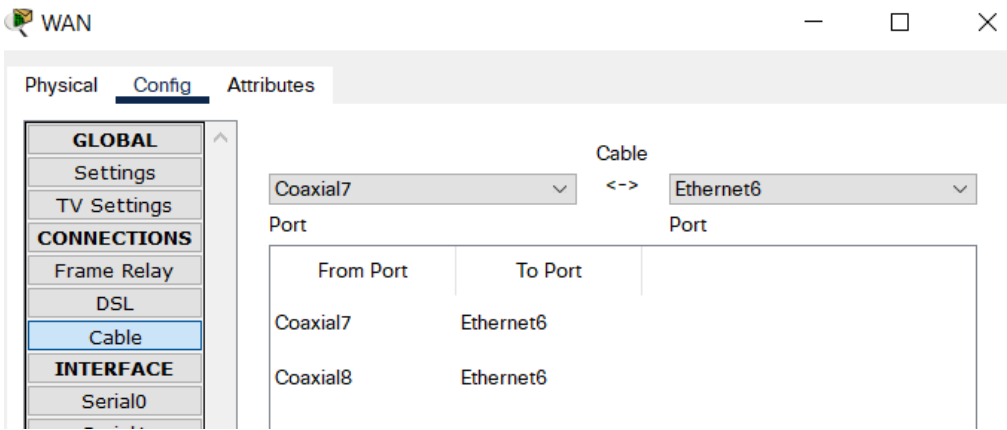 WAN
Physical Config Attributes
GLOBAL
Settings
TV Settings
CONNECTIONS
Frame Relay
DSL
Cable
INTERFACE
Serial0
Cable
Coaxial7 <-> Ethernet6
Port Port
From Port To Port
Coaxial7 Ethernet6
Coaxial8 Ethernet6